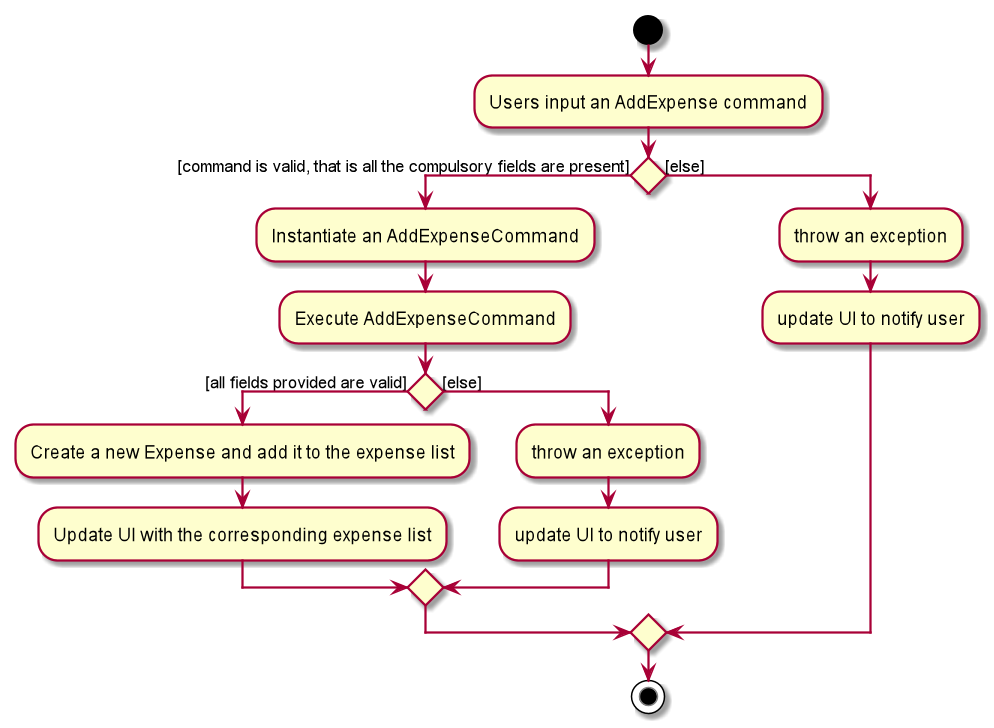 Users input an AddExpense command
[command is valid, that is all the compulsory fields are present]
[else]
Instantiate an AddExpenseCommand
throw an exception
Execute AddExpenseCommand
update UI to notify user
[all fields provided are valid]
[else]
Create a new Expense and add it to the expense list
throw an exception
Update UI with the corresponding expense list
update UI to notify user